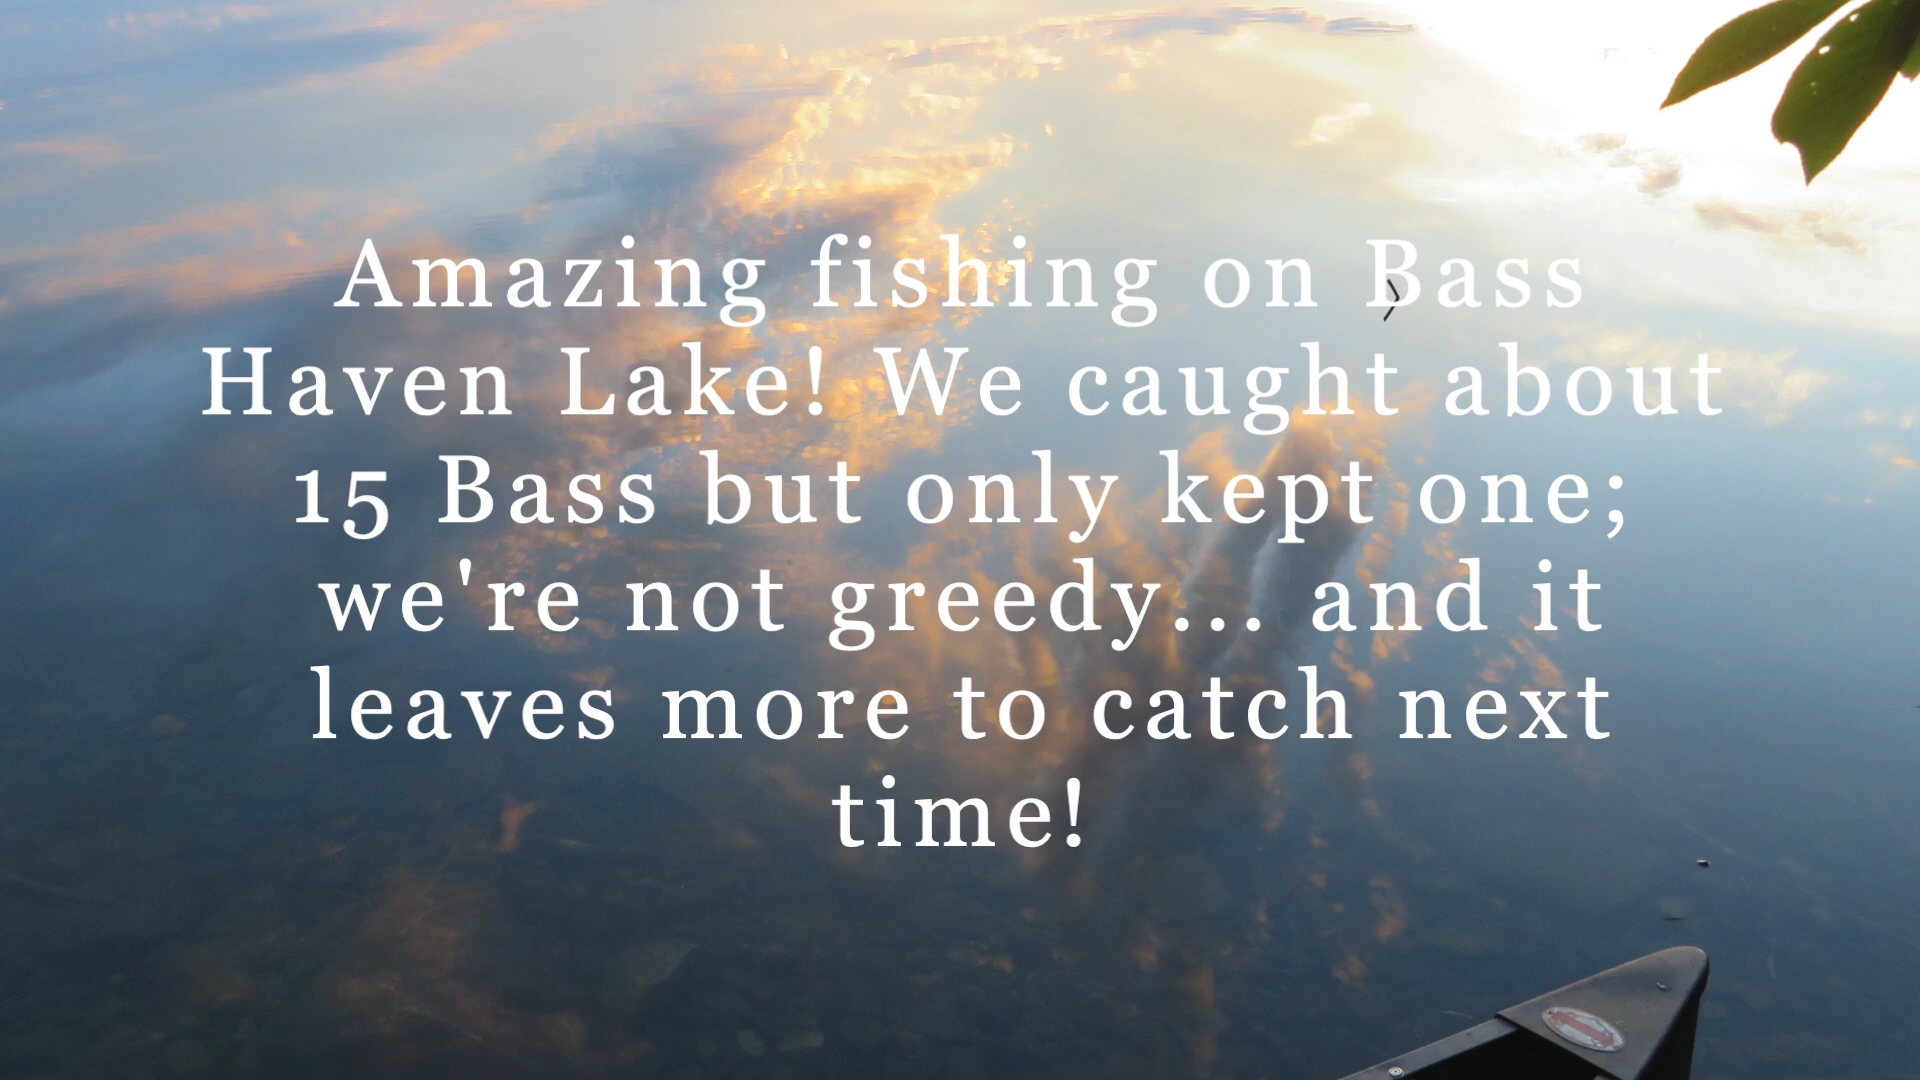 Amazing fishing on Bass
Haven Lake! We caught about
15 Bass but only kept one;
we're not greedy... and it
leaves more to catch next
time!